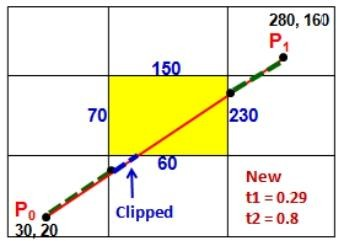 280, 160
P1
150
70
230
60
New
t1 = 0.29
t2 = 0.8
Clipped
P0
30, 20